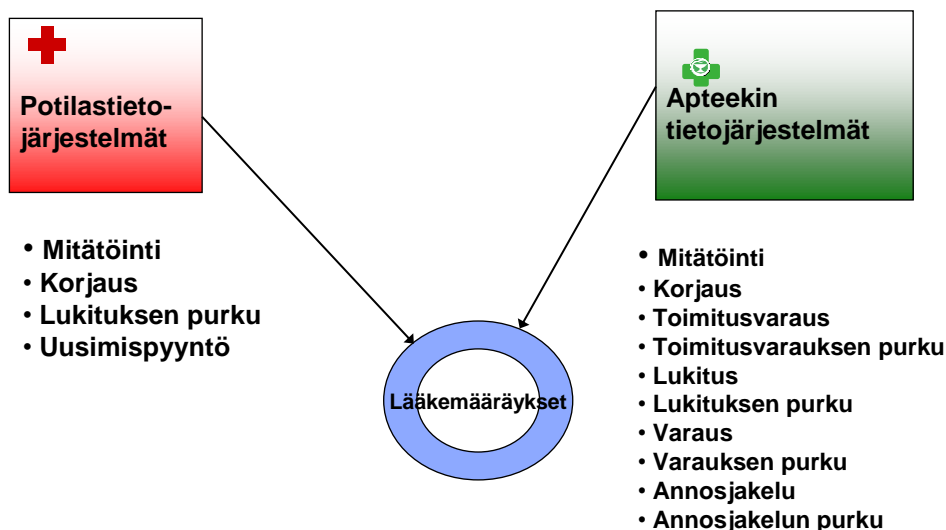 Potilastieto-
järjestelmät
Apteekin
tietojärjestelmät
• Mitätöinti
• Korjaus
• Lukituksen purku
• Uusimispyyntö
Lääkemääräykset
• Mitätöinti
• Korjaus
• Toimitusvaraus
• Toimitusvarauksen purku
• Lukitus
• Lukituksen purku
• Varaus
• Varauksen purku
• Annosjakelu
• Annosjakelun purku